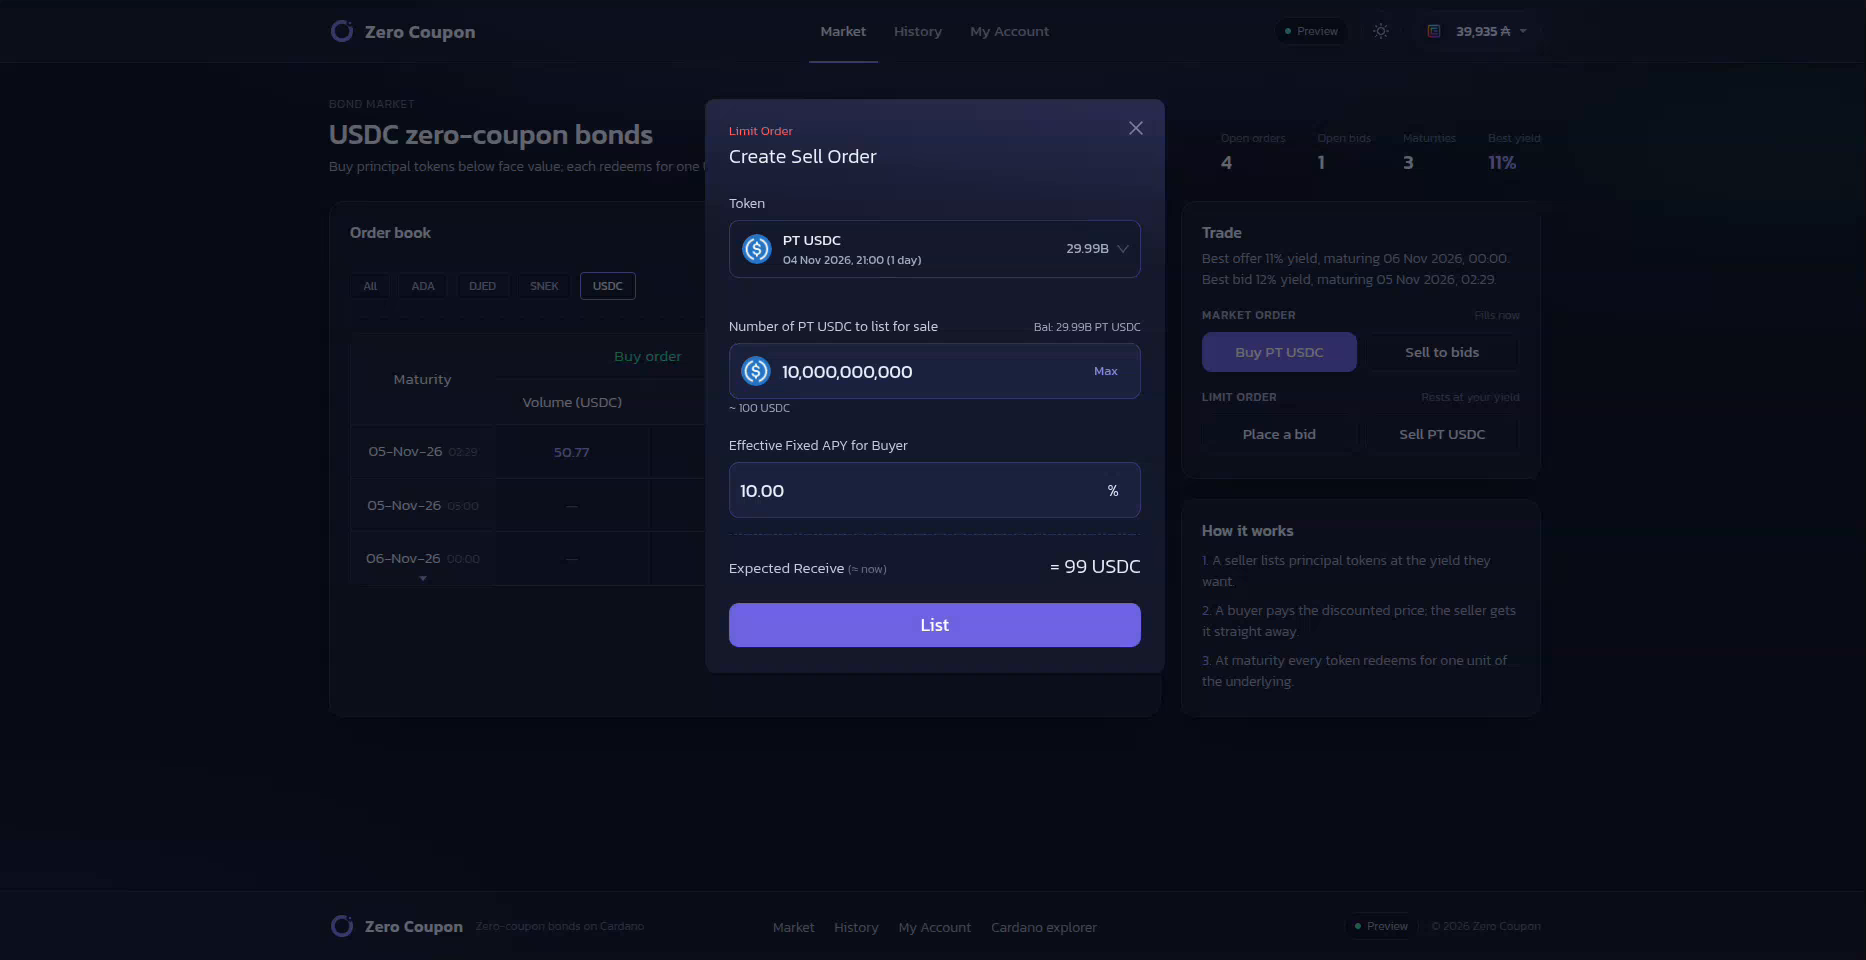 Zero Coupon
Market
History
My Account
Preview
39,935 ₳
BOND MARKET
USDC zero-coupon bonds
Buy principal tokens below face value; each redeems for one
Open orders
4
Open bids
1
Maturities
3
Best yield
11%
Order book
All
ADA
DJED
SNEK
USDC
Maturity
Buy order
Volume (USDC)
05-Nov-26 02:29
50.77
05-Nov-26 05:00
—
06-Nov-26 00:00
—
Limit Order
Create Sell Order
Token
PT USDC
04 Nov 2026, 21:00 (1 day)
29.99B
Number of PT USDC to list for sale
Bal: 29.99B PT USDC
10,000,000,000
Max
~ 100 USDC
Effective Fixed APY for Buyer
10.00
%
Expected Receive (≈ now)
= 99 USDC
List
Trade
Best offer 11% yield, maturing 06 Nov 2026, 00:00.
Best bid 12% yield, maturing 05 Nov 2026, 02:29.
MARKET ORDER
Fills now
Buy PT USDC
Sell to bids
LIMIT ORDER
Rests at your yield
Place a bid
Sell PT USDC
How it works
1. A seller lists principal tokens at the yield they
want.
2. A buyer pays the discounted price; the seller gets
it straight away.
3. At maturity every token redeems for one unit of
the underlying.
Zero Coupon
Zero-coupon bonds on Cardano
Market
History
My Account
Cardano explorer
Preview
© 2026 Zero Coupon